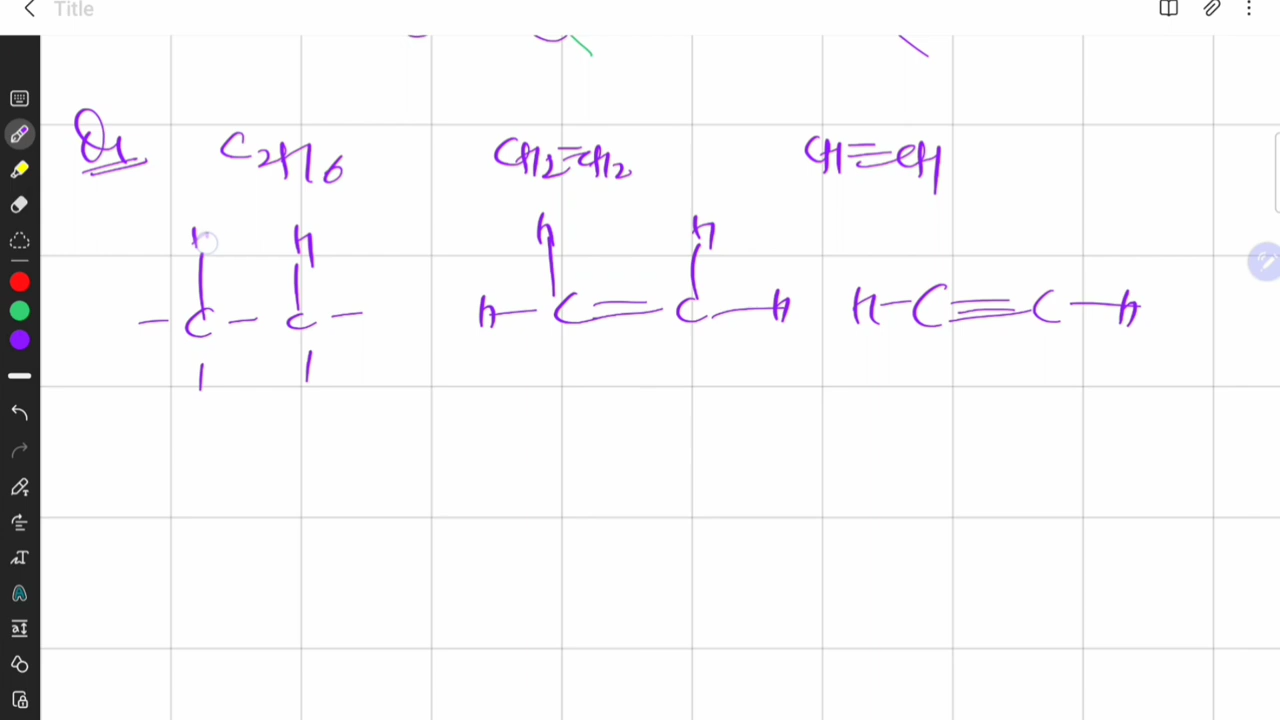 Title
Q1 C2H6 CH2=CH2 CH≡CH
H H H H
- C - C - H - C = C - H H - C ≡ C - H